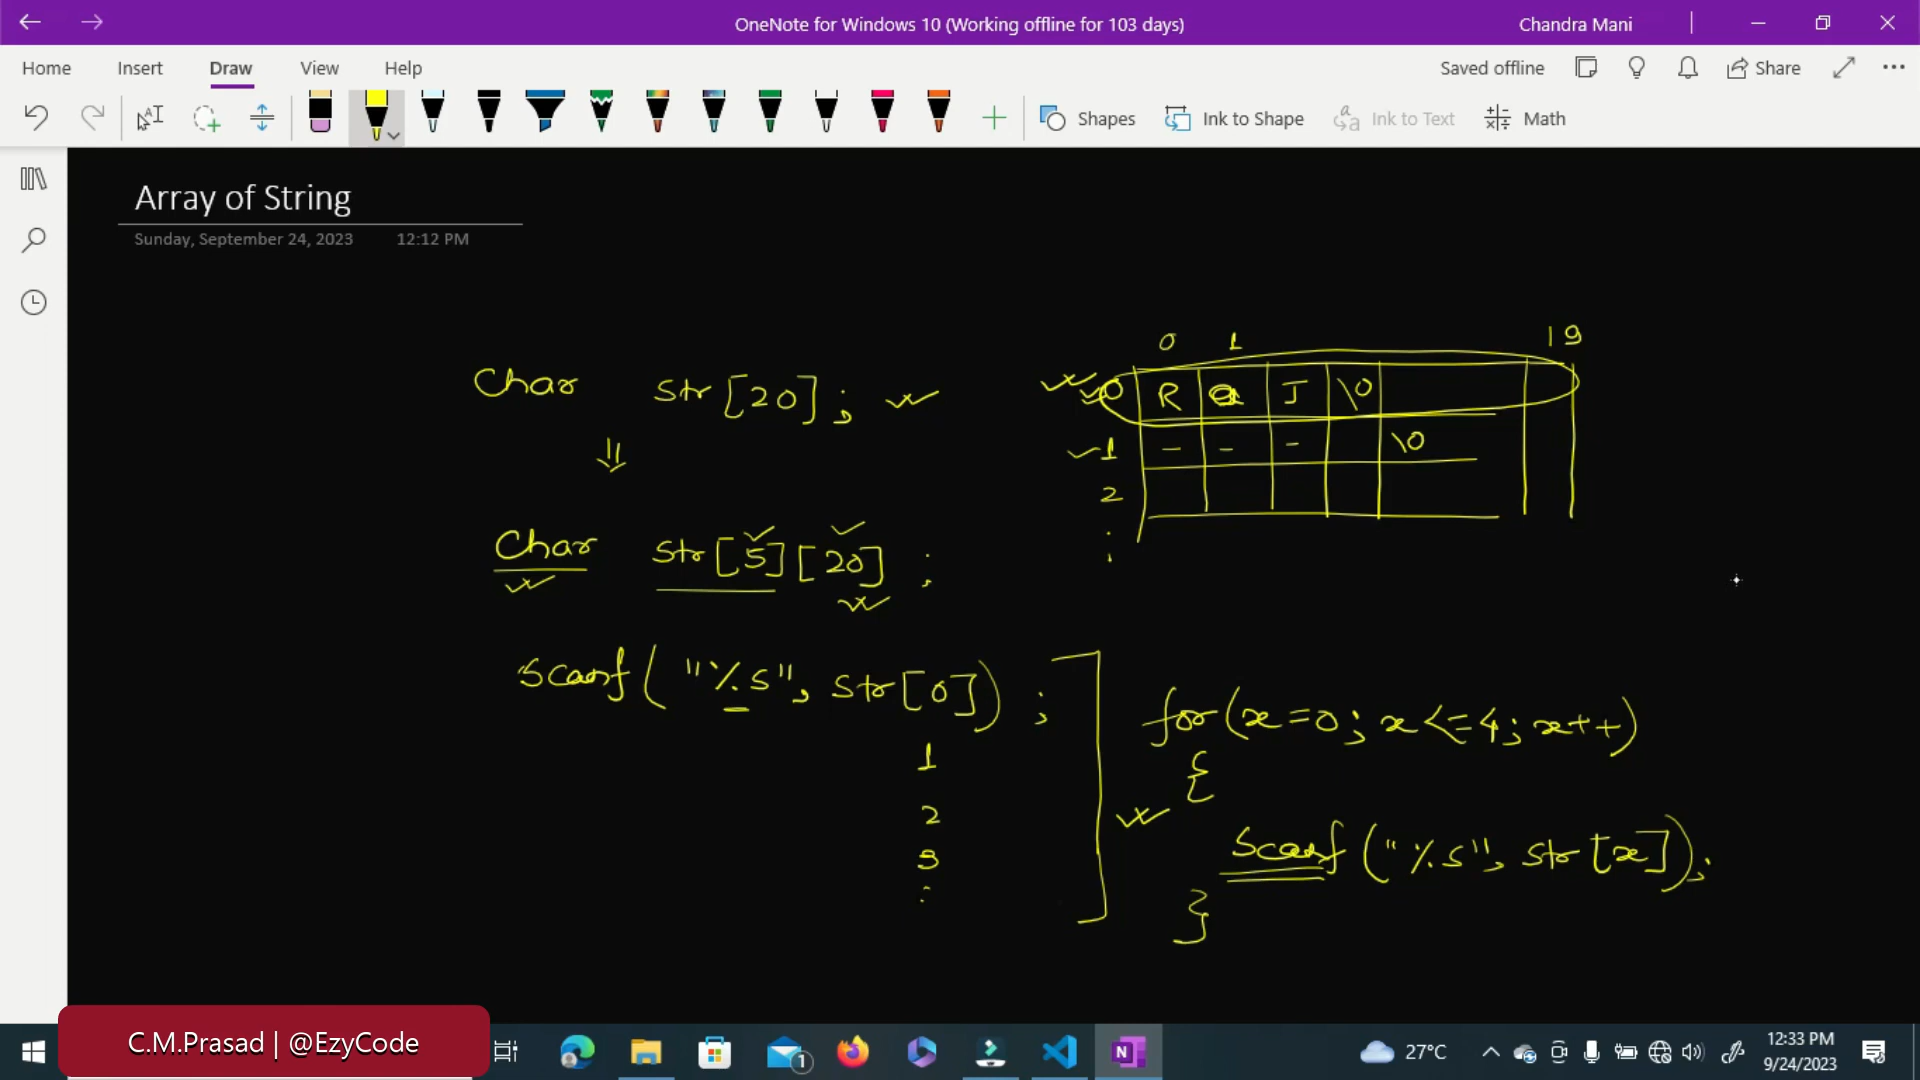 OneNote for Windows 10 (Working offline for 103 days)
Chandra Mani
Home Insert Draw View Help
Saved offline
Share
Shapes
Ink to Shape
Ink to Text
Math
Array of String
Sunday, September 24, 2023 12:12 PM
Char str[20];
0 1 19
0 R a J \0
1 - - - \0
2
:
Char str[5][20];
scanf("%s", str[0]);
1
2
3
:
for(x=0; x<=4; x++)
{
scanf("%s", str[x]);
}
C.M.Prasad | @EzyCode
1
N
27°C
12:33 PM
9/24/2023